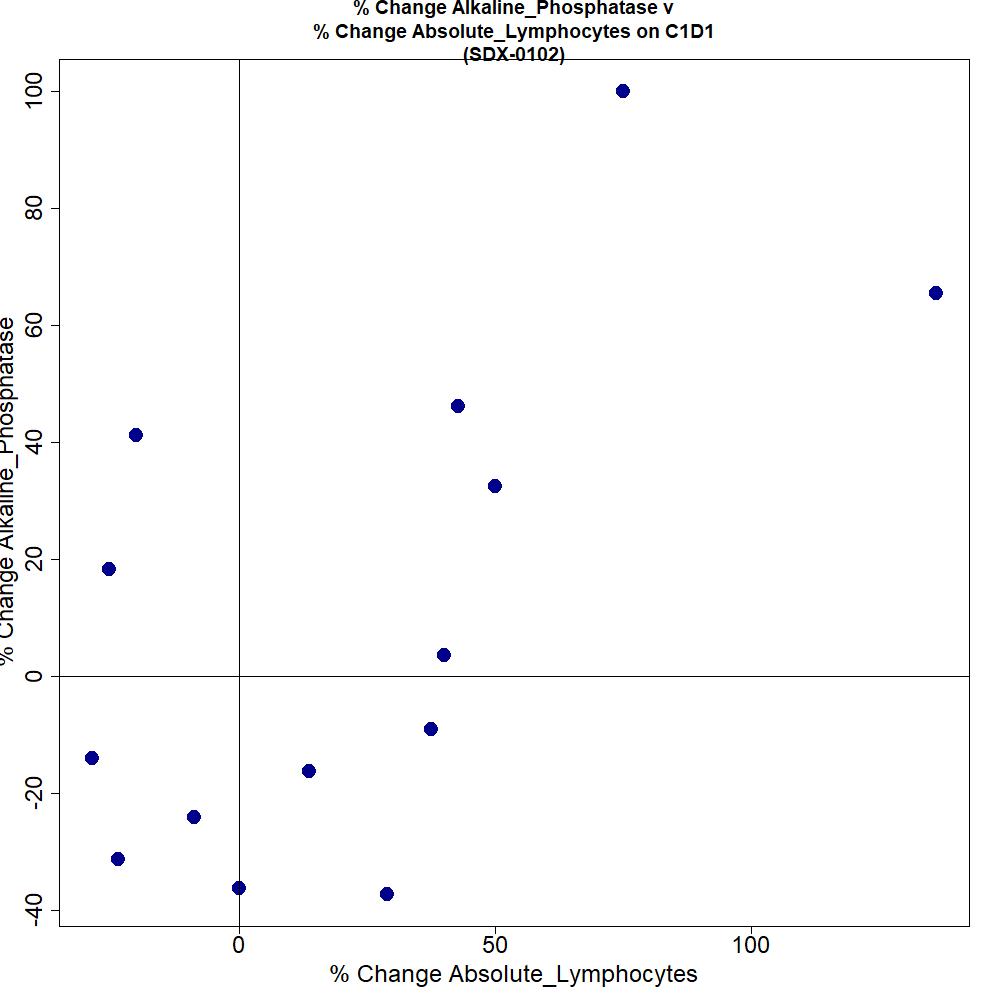 % Change Alkaline_Phosphatase v
% Change Absolute_Lymphocytes on C1D1
(SDX-0102)
% Change Alkaline_Phosphatase
100
80
60
40
20
0
-20
-40
0 50 100
% Change Absolute_Lymphocytes